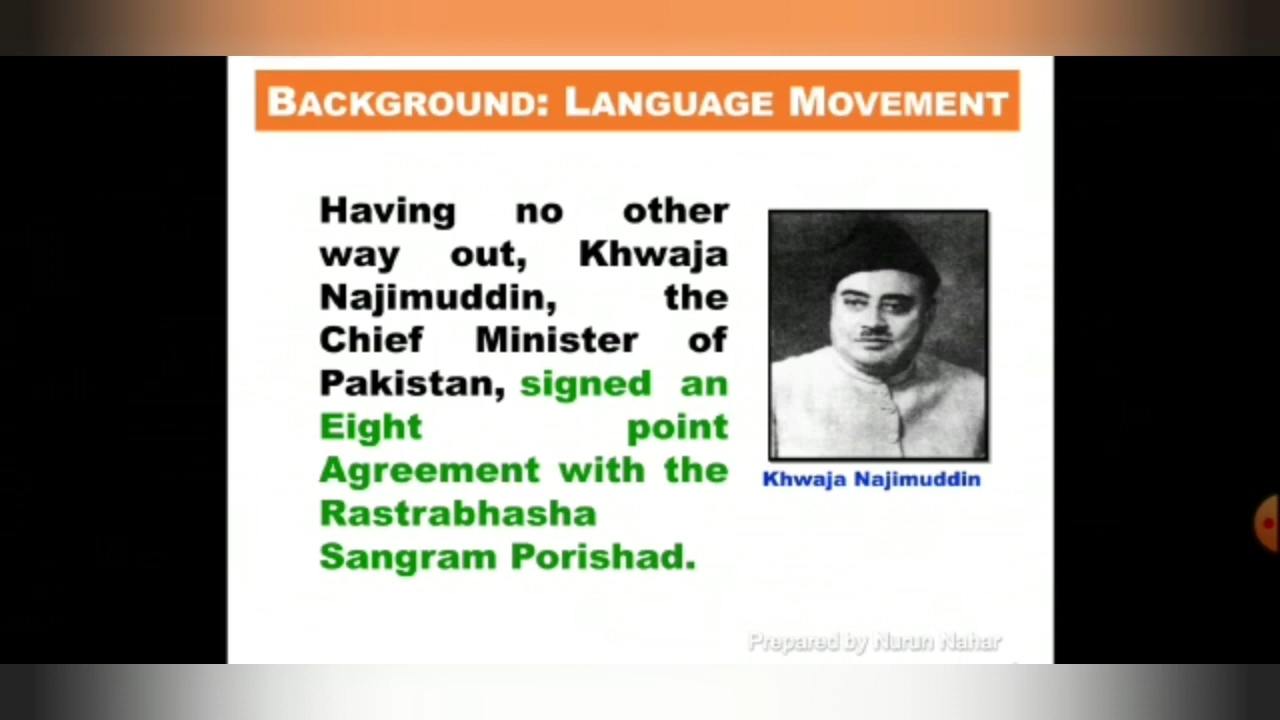 BACKGROUND: LANGUAGE MOVEMENT
Having no other
way out, Khwaja
Najimuddin, the
Chief Minister of
Pakistan, signed an
Eight point
Agreement with the
Rastrabhasha
Sangram Porishad.
Khwaja Najimuddin
Prepared by Nurun Nahar